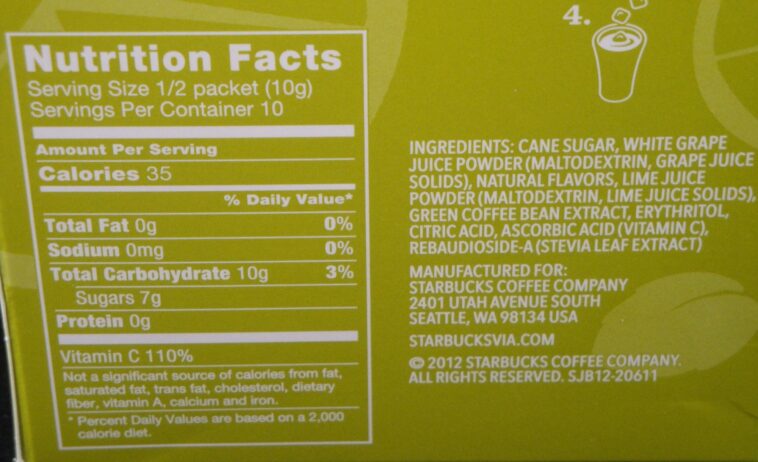 4.
Nutrition Facts
Serving Size 1/2 packet (10g)
Servings Per Container 10
Amount Per Serving
Calories 35
% Daily Value*
Total Fat 0g 0%
Sodium 0mg 0%
Total Carbohydrate 10g 3%
Sugars 7g
Protein 0g
Vitamin C 110%
Not a significant source of calories from fat,
saturated fat, trans fat, cholesterol, dietary
fiber, vitamin A, calcium and iron.
* Percent Daily Values are based on a 2,000
calorie diet.
INGREDIENTS: CANE SUGAR, WHITE GRAPE
JUICE POWDER (MALTODEXTRIN, GRAPE JUICE
SOLIDS), NATURAL FLAVORS, LIME JUICE
POWDER (MALTODEXTRIN, LIME JUICE SOLIDS),
GREEN COFFEE BEAN EXTRACT, ERYTHRITOL,
CITRIC ACID, ASCORBIC ACID (VITAMIN C),
REBAUDIOSIDE-A (STEVIA LEAF EXTRACT)
MANUFACTURED FOR:
STARBUCKS COFFEE COMPANY
2401 UTAH AVENUE SOUTH
SEATTLE, WA 98134 USA
STARBUCKSVIA.COM
© 2012 STARBUCKS COFFEE COMPANY.
ALL RIGHTS RESERVED. SJB12-20611